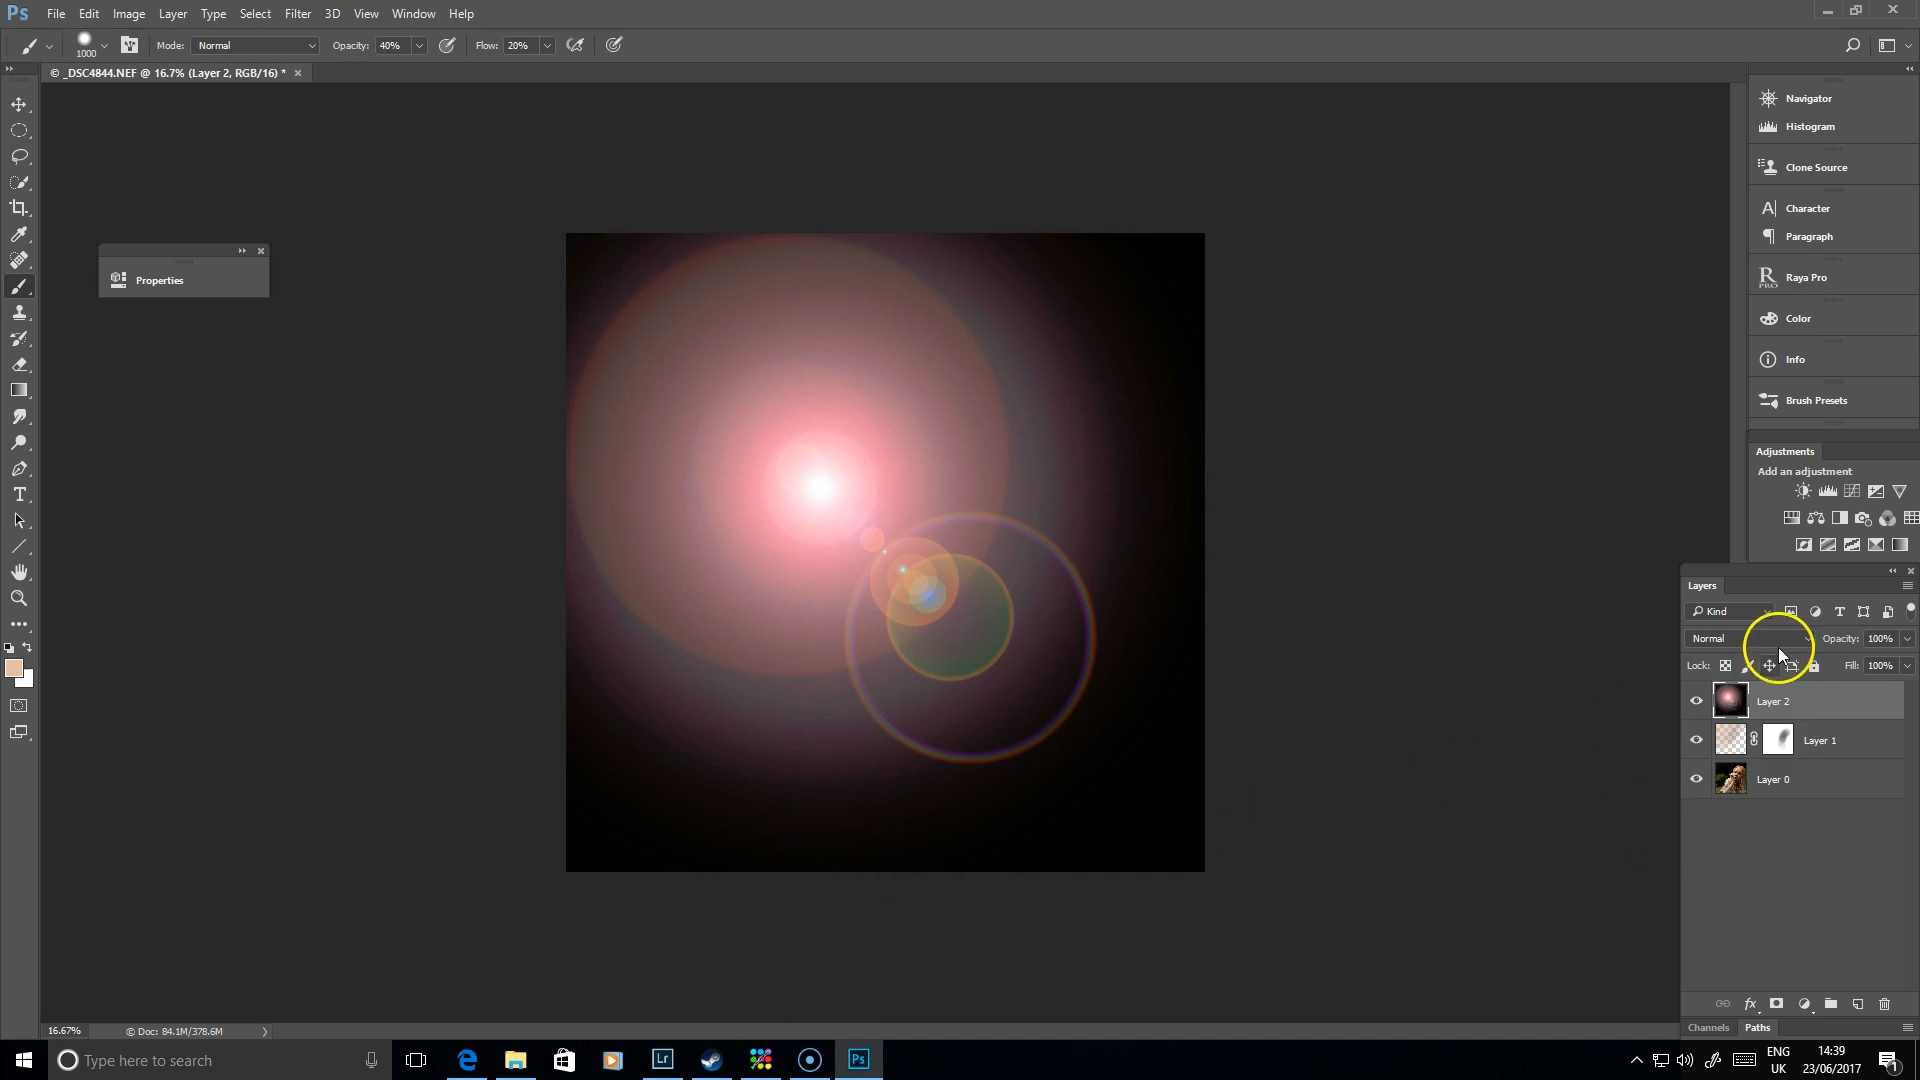 Ps File Edit Image Layer Type Select Filter 3D View Window Help
1000 Mode: Normal Opacity: 40% Flow: 20%
© _DSC4844.NEF @ 16.7% (Layer 2, RGB/16) * ×
Navigator
Histogram
Clone Source
Character
Paragraph
Properties
Raya Pro
Color
Info
Brush Presets
Adjustments
Add an adjustment
Layers
Kind
Normal Opacity: 100%
Lock: Fill: 100%
Layer 2
Layer 1
Layer 0
fx
16.67% © Doc: 84.1M/378.6M
Channels Paths
Type here to search
Lr Ps
ENG
UK
14:39
23/06/2017
1